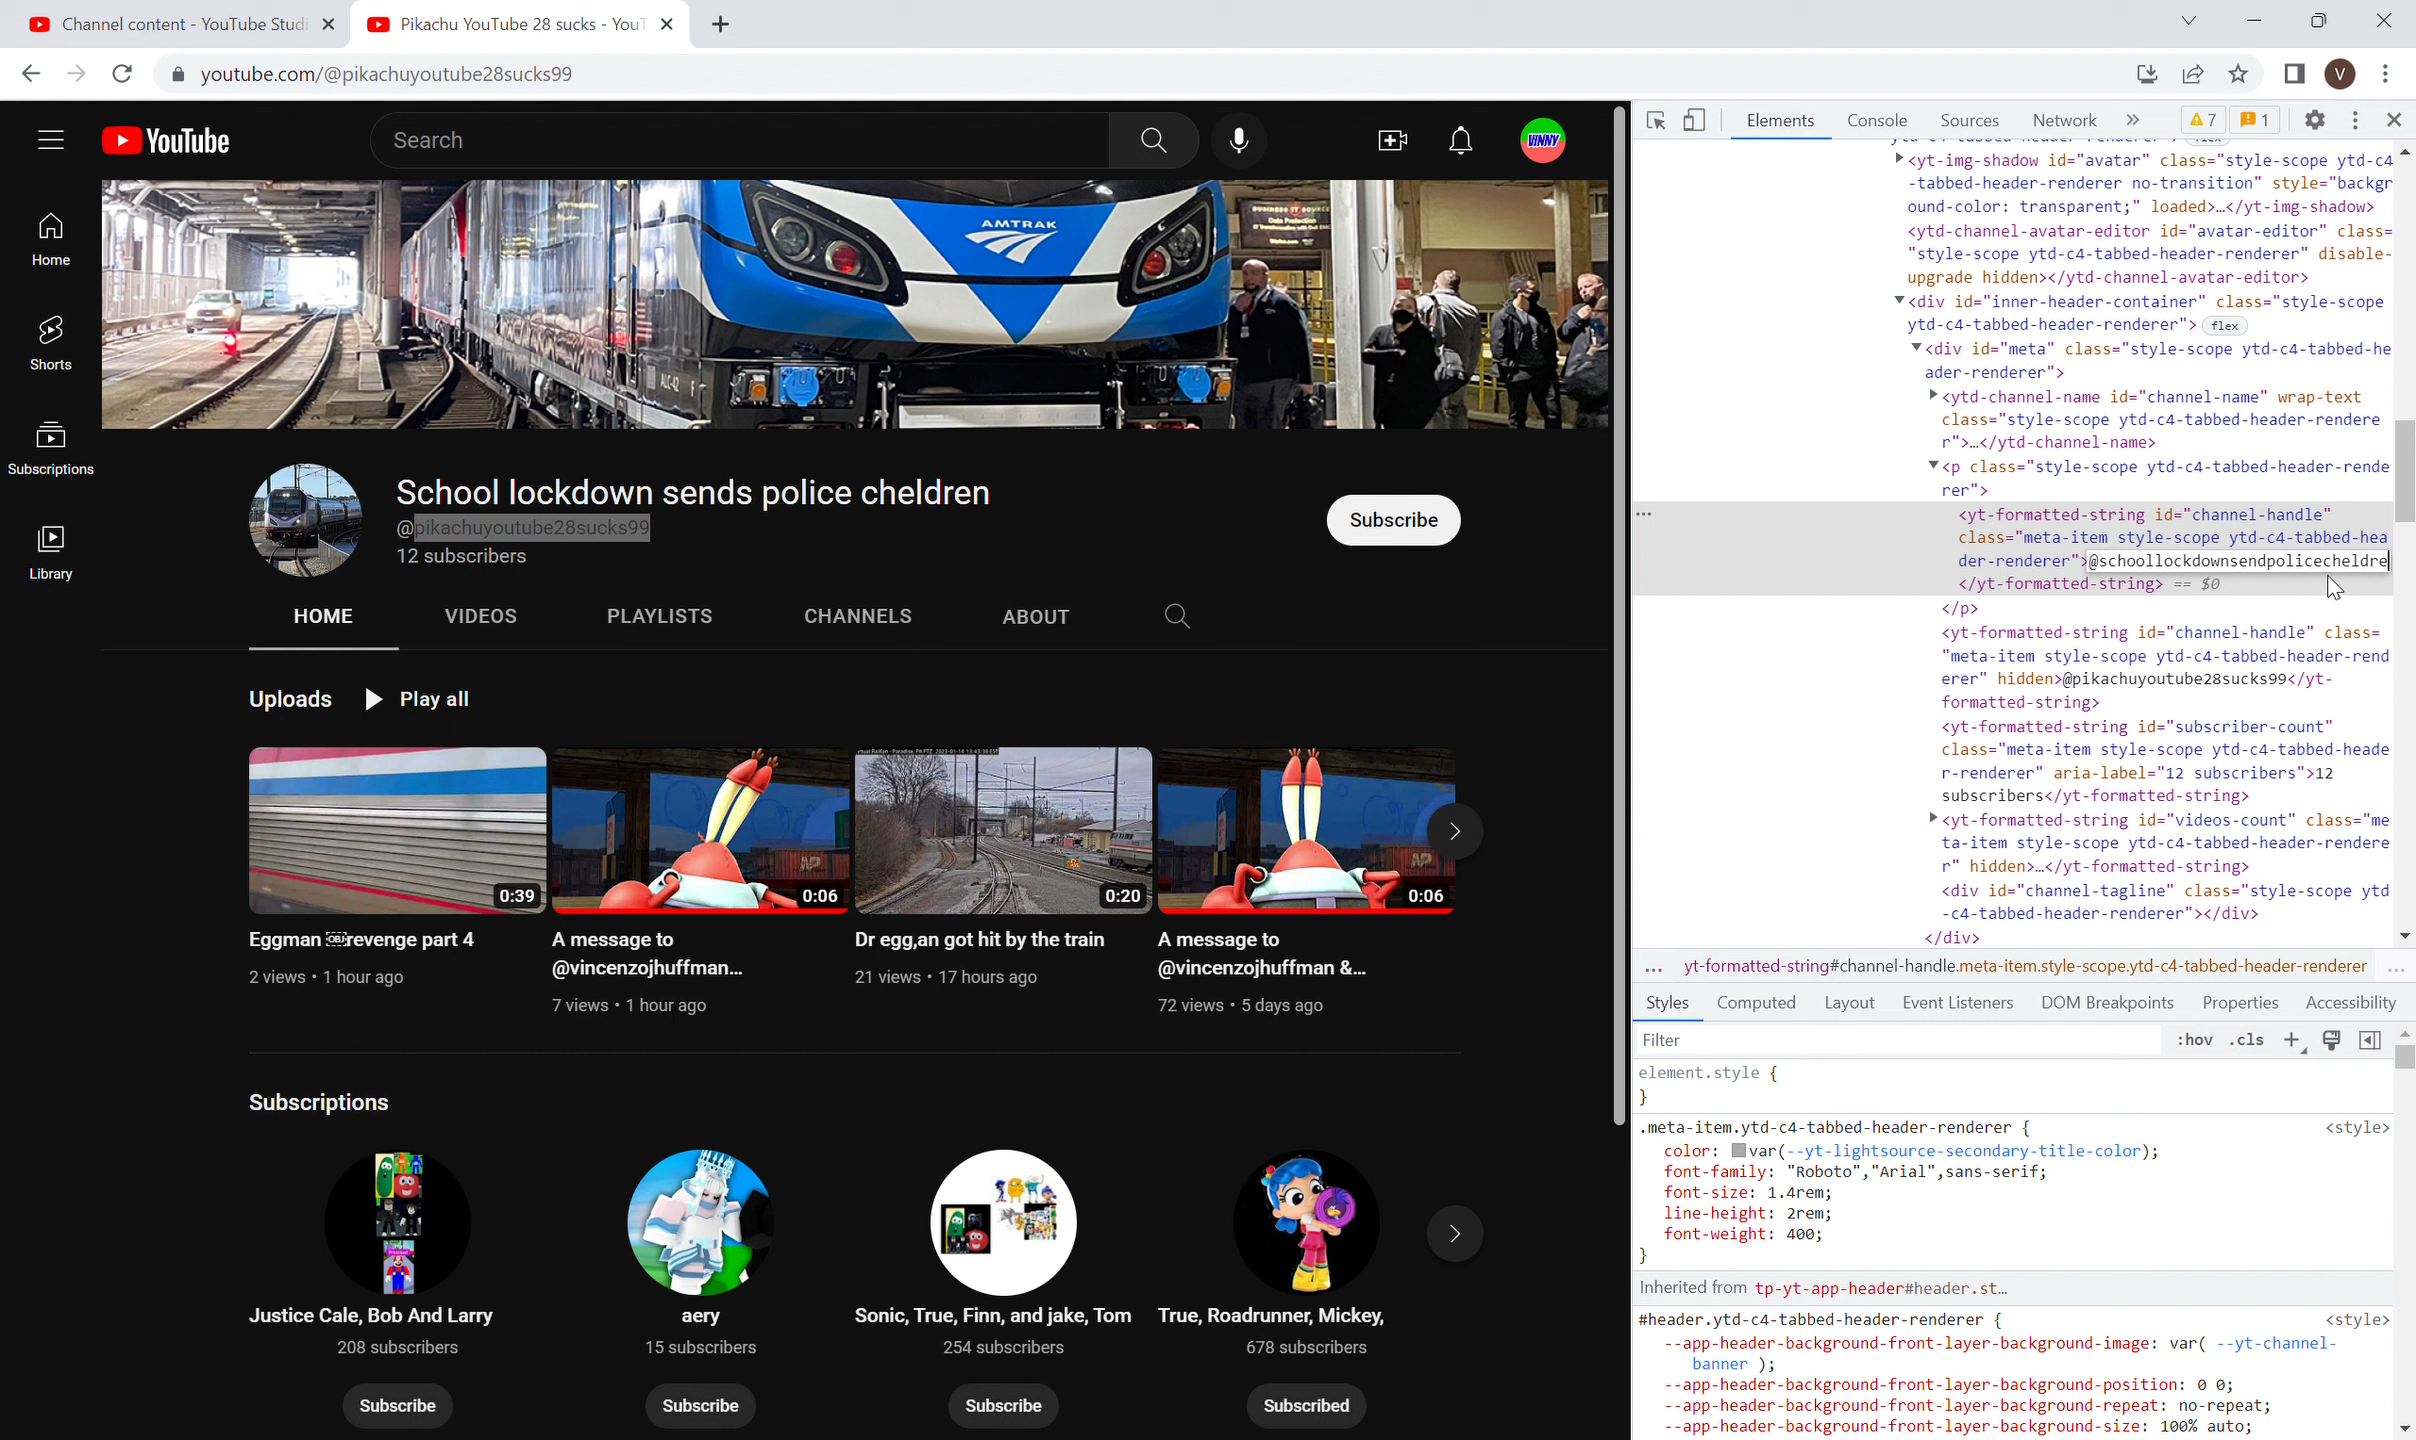 Channel content - YouTube Studi
Pikachu YouTube 28 sucks - YouT
youtube.com/@pikachuyoutube28sucks99
V
YouTube
Search
VINNY
Home
Shorts
Subscriptions
Library
AMTRAK
School lockdown sends police cheldren
@pikachuyoutube28sucks99
12 subscribers
Subscribe
HOME VIDEOS PLAYLISTS CHANNELS ABOUT
Uploads Play all
0:39
0:06
0:20
0:06
Eggman OBJrevenge part 4
2 views • 1 hour ago
A message to
@vincenzojhuffman...
7 views • 1 hour ago
Dr egg,an got hit by the train
21 views • 17 hours ago
A message to
@vincenzojhuffman &...
72 views • 5 days ago
Subscriptions
Justice Cale, Bob And Larry
208 subscribers
Subscribe
aery
15 subscribers
Subscribe
Sonic, True, Finn, and jake, Tom
254 subscribers
Subscribe
True, Roadrunner, Mickey,
678 subscribers
Subscribed
Elements Console Sources Network » 7 1
<yt-img-shadow id="avatar" class="style-scope ytd-c4
-tabbed-header-renderer no-transition" style="backgr
ound-color: transparent;" loaded>…</yt-img-shadow>
<ytd-channel-avatar-editor id="avatar-editor" class=
"style-scope ytd-c4-tabbed-header-renderer" disable-
upgrade hidden></ytd-channel-avatar-editor>
<div id="inner-header-container" class="style-scope
ytd-c4-tabbed-header-renderer"> flex
<div id="meta" class="style-scope ytd-c4-tabbed-he
ader-renderer">
<ytd-channel-name id="channel-name" wrap-text
class="style-scope ytd-c4-tabbed-header-rendere
r">…</ytd-channel-name>
<p class="style-scope ytd-c4-tabbed-header-rende
rer">
<yt-formatted-string id="channel-handle"
class="meta-item style-scope ytd-c4-tabbed-hea
der-renderer">@schoollockdownsendpolicecheldre
</yt-formatted-string> == $0
</p>
<yt-formatted-string id="channel-handle" class=
"meta-item style-scope ytd-c4-tabbed-header-rend
erer" hidden>@pikachuyoutube28sucks99</yt-
formatted-string>
<yt-formatted-string id="subscriber-count"
class="meta-item style-scope ytd-c4-tabbed-heade
r-renderer" aria-label="12 subscribers">12
subscribers</yt-formatted-string>
<yt-formatted-string id="videos-count" class="me
ta-item style-scope ytd-c4-tabbed-header-rendere
r" hidden>…</yt-formatted-string>
<div id="channel-tagline" class="style-scope ytd
-c4-tabbed-header-renderer"></div>
</div>
... yt-formatted-string#channel-handle.meta-item.style-scope.ytd-c4-tabbed-header-renderer ...
Styles Computed Layout Event Listeners DOM Breakpoints Properties Accessibility
Filter :hov .cls
element.style {
}
.meta-item.ytd-c4-tabbed-header-renderer { <style>
color: var(--yt-lightsource-secondary-title-color);
font-family: "Roboto","Arial",sans-serif;
font-size: 1.4rem;
line-height: 2rem;
font-weight: 400;
}
Inherited from tp-yt-app-header#header.st…
#header.ytd-c4-tabbed-header-renderer { <style>
--app-header-background-front-layer-background-image: var( --yt-channel-
banner );
--app-header-background-front-layer-background-position: 0 0;
--app-header-background-front-layer-background-repeat: no-repeat;
--app-header-background-front-layer-background-size: 100% auto;